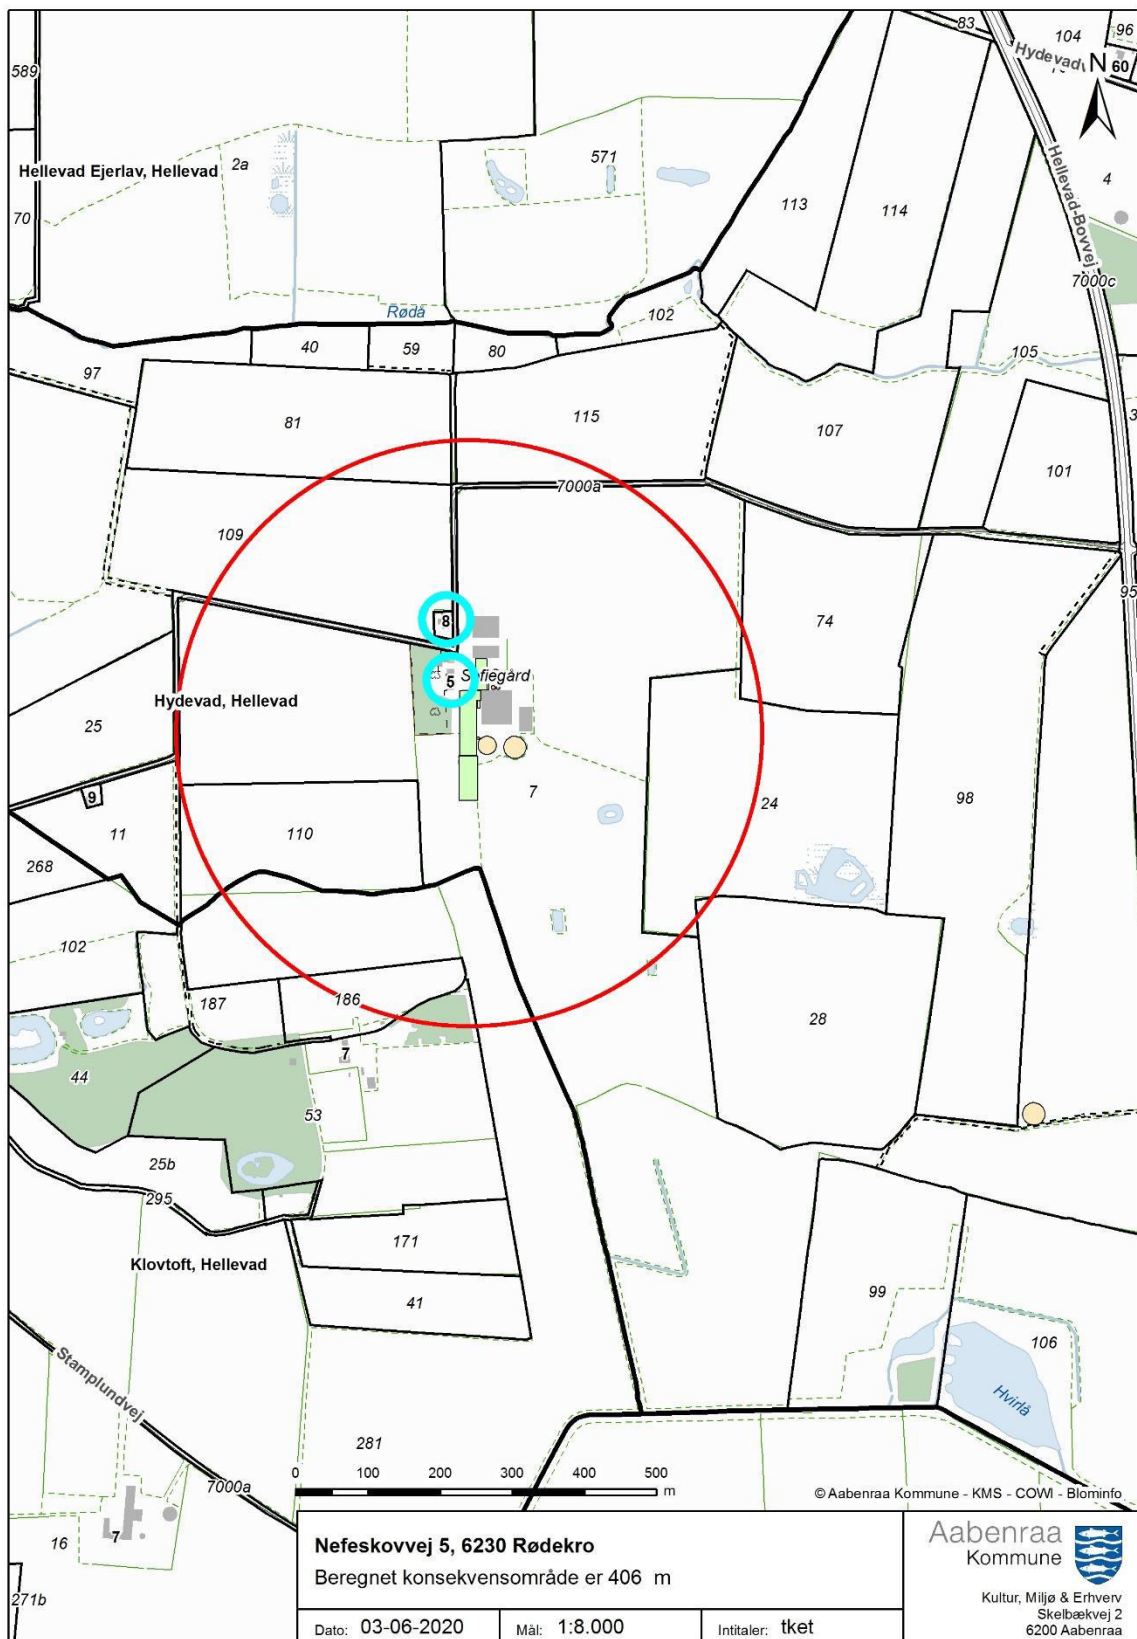 83
104
96
Hydevad
N
60
589
Hellevad Ejerlav, Hellevad
2a
571
4
70
113
114
Hellevad-Bovvej
7000c
Rødå
102
40
59
80
105
97
81
115
107
101
3
7000a
109
95
8
74
5
Sofiegård
Hydevad, Hellevad
25
9
7
24
98
11
110
268
102
187
186
28
7
44
53
25b
295
171
Klovtoft, Hellevad
41
99
106
Stamplundvej
Hvirlå
281
0 100 200 300 400 500
m
7000a
© Aabenraa Kommune - KMS - COWI - Blominfo
16
7
271b
Nefeskovvej 5, 6230 Rødekro
Beregnet konsekvensområde er 406 m
Dato: 03-06-2020
Mål: 1:8.000
Intitaler: tket
Aabenraa
Kommune
Kultur, Miljø & Erhverv
Skelbækvej 2
6200 Aabenraa